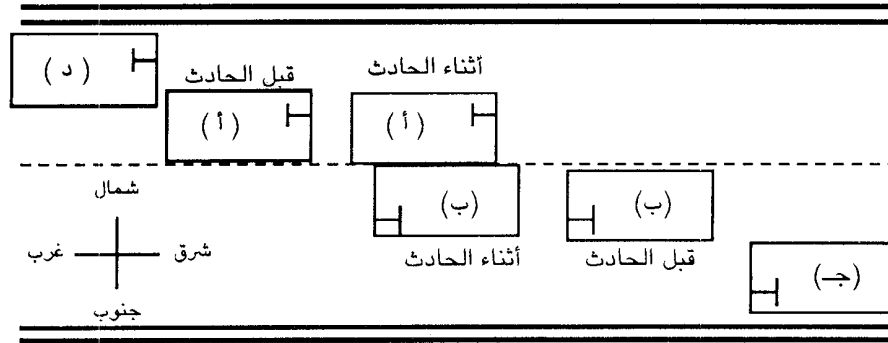 أثناء الحادث
قبل الحادث
(د)
(أ)
(أ)
(ب)
(ب)
شمال
شرق
غرب
قبل الحادث
أثناء الحادث
(جـ)
جنوب